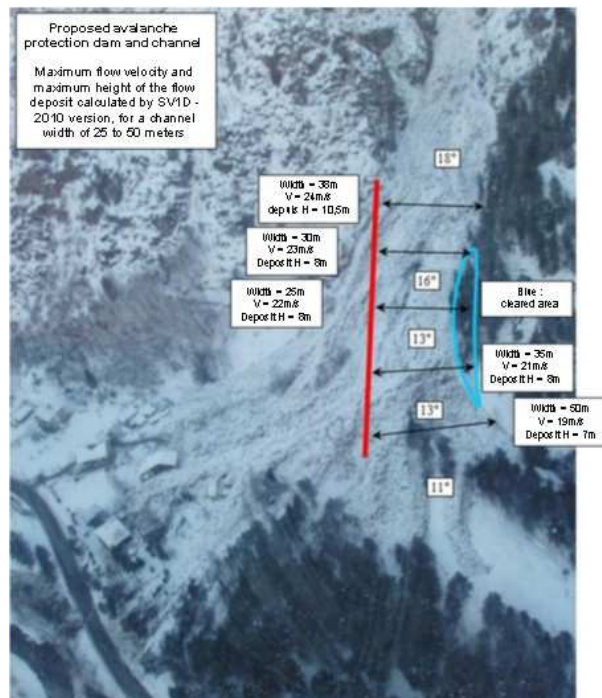 Proposed avalanche
protection dam and channel
Maximum flow velocity and
maximum height of the flow
deposit calculated by SV1D -
2010 version, for a channel
width of 25 to 50 meters
18°
Width = 38m
V = 24m/s
depuis H = 10,5m
Width = 30m
V = 23m/s
Deposit H = 8m
16°
Width = 25m
V = 22m/s
Deposit H = 8m
Blue :
cleared area
13°
Width = 35m
V = 21m/s
Deposit H = 8m
13°
Width = 50m
V = 19m/s
Deposit H = 7m
11°